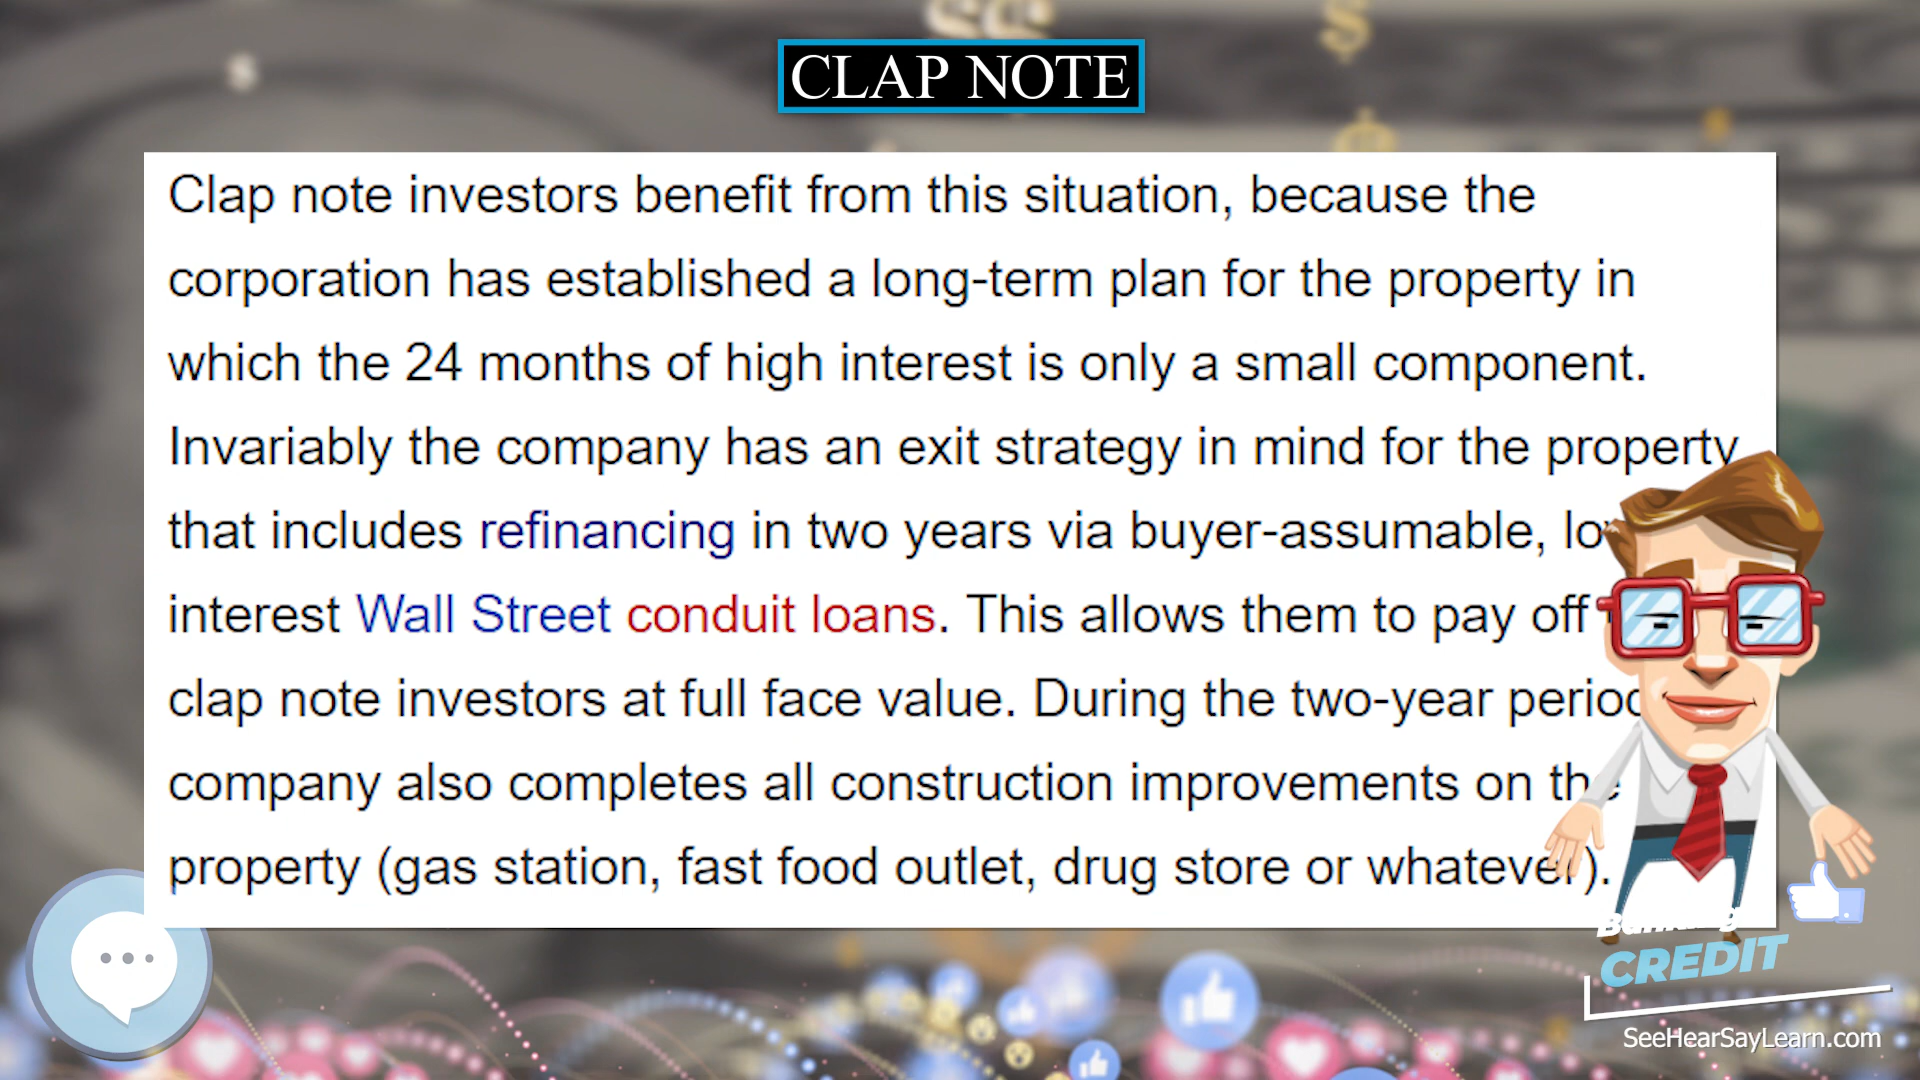 CLAP NOTE
Clap note investors benefit from this situation, because the
corporation has established a long-term plan for the property in
which the 24 months of high interest is only a small component.
Invariably the company has an exit strategy in mind for the property
that includes refinancing in two years via buyer-assumable,
interest Wall Street conduit loans. This allows them to pay off
clap note investors at full face value. During the two-year period
company also completes all construction improvements on the
property (gas station, fast food outlet, drug store or whatever).
CREDIT
SeeHearSayLearn.com